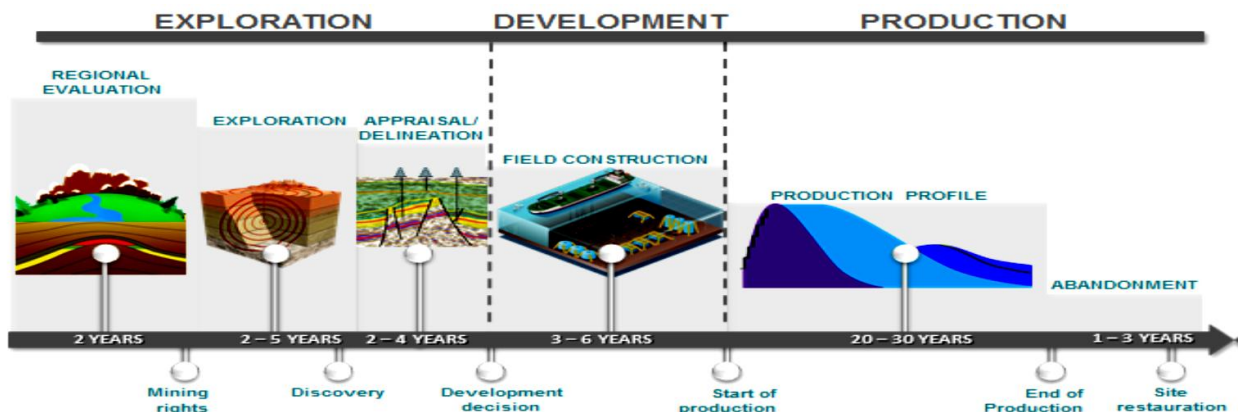 EXPLORATION DEVELOPMENT PRODUCTION
REGIONAL
EVALUATION
EXPLORATION
APPRAISAL/
DELINEATION
FIELD CONSTRUCTION
PRODUCTION PROFILE
ABANDONMENT
2 YEARS 2 – 5 YEARS 2 – 4 YEARS 3 – 6 YEARS 20 – 30 YEARS 1 – 3 YEARS
Mining
rights
Discovery
Development
decision
Start of
production
End of
Production
Site
restauration